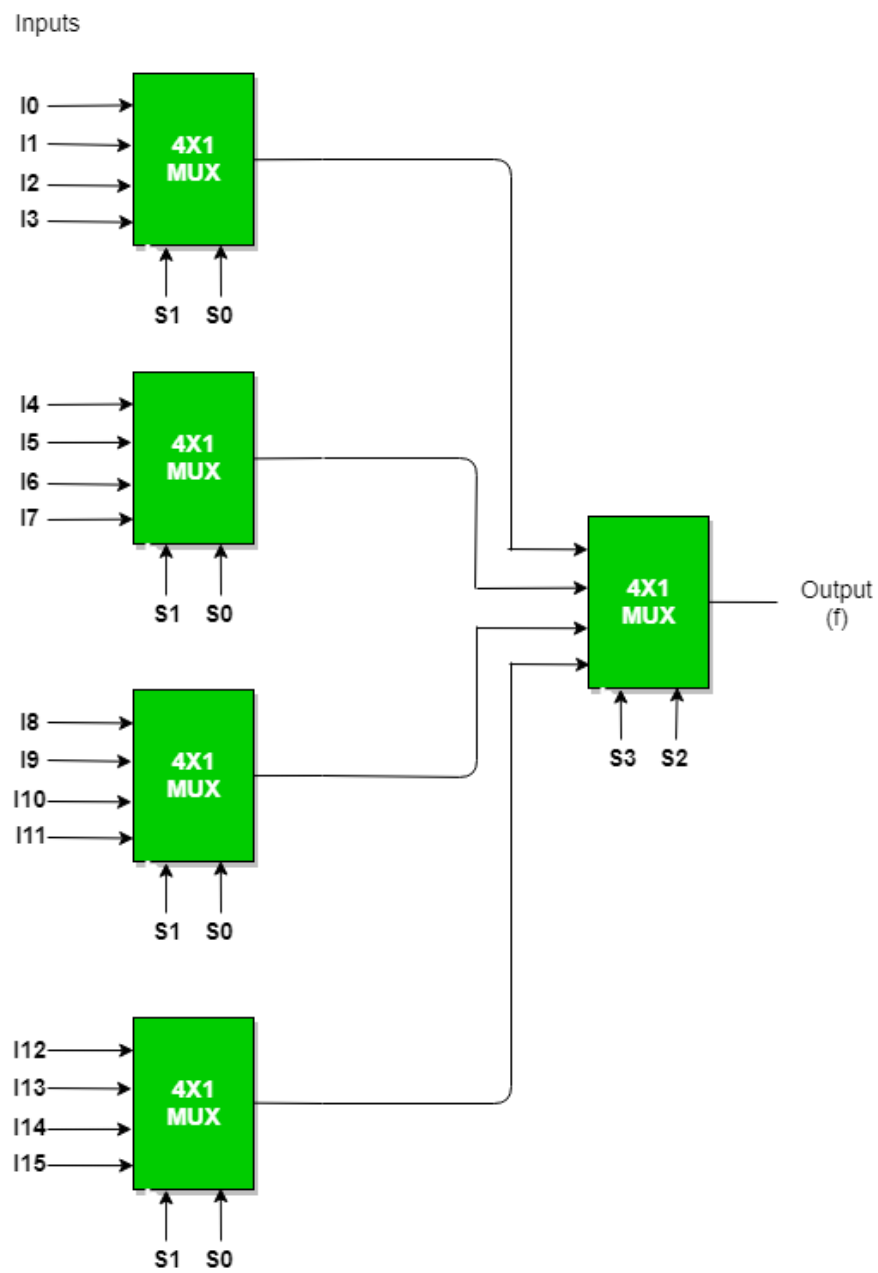 Inputs
I0
I1
I2
I3
4X1
MUX
S1 S0
I4
I5
I6
I7
4X1
MUX
S1 S0
4X1
MUX
S3 S2
Output
(f)
I8
I9
I10
I11
4X1
MUX
S1 S0
I12
I13
I14
I15
4X1
MUX
S1 S0